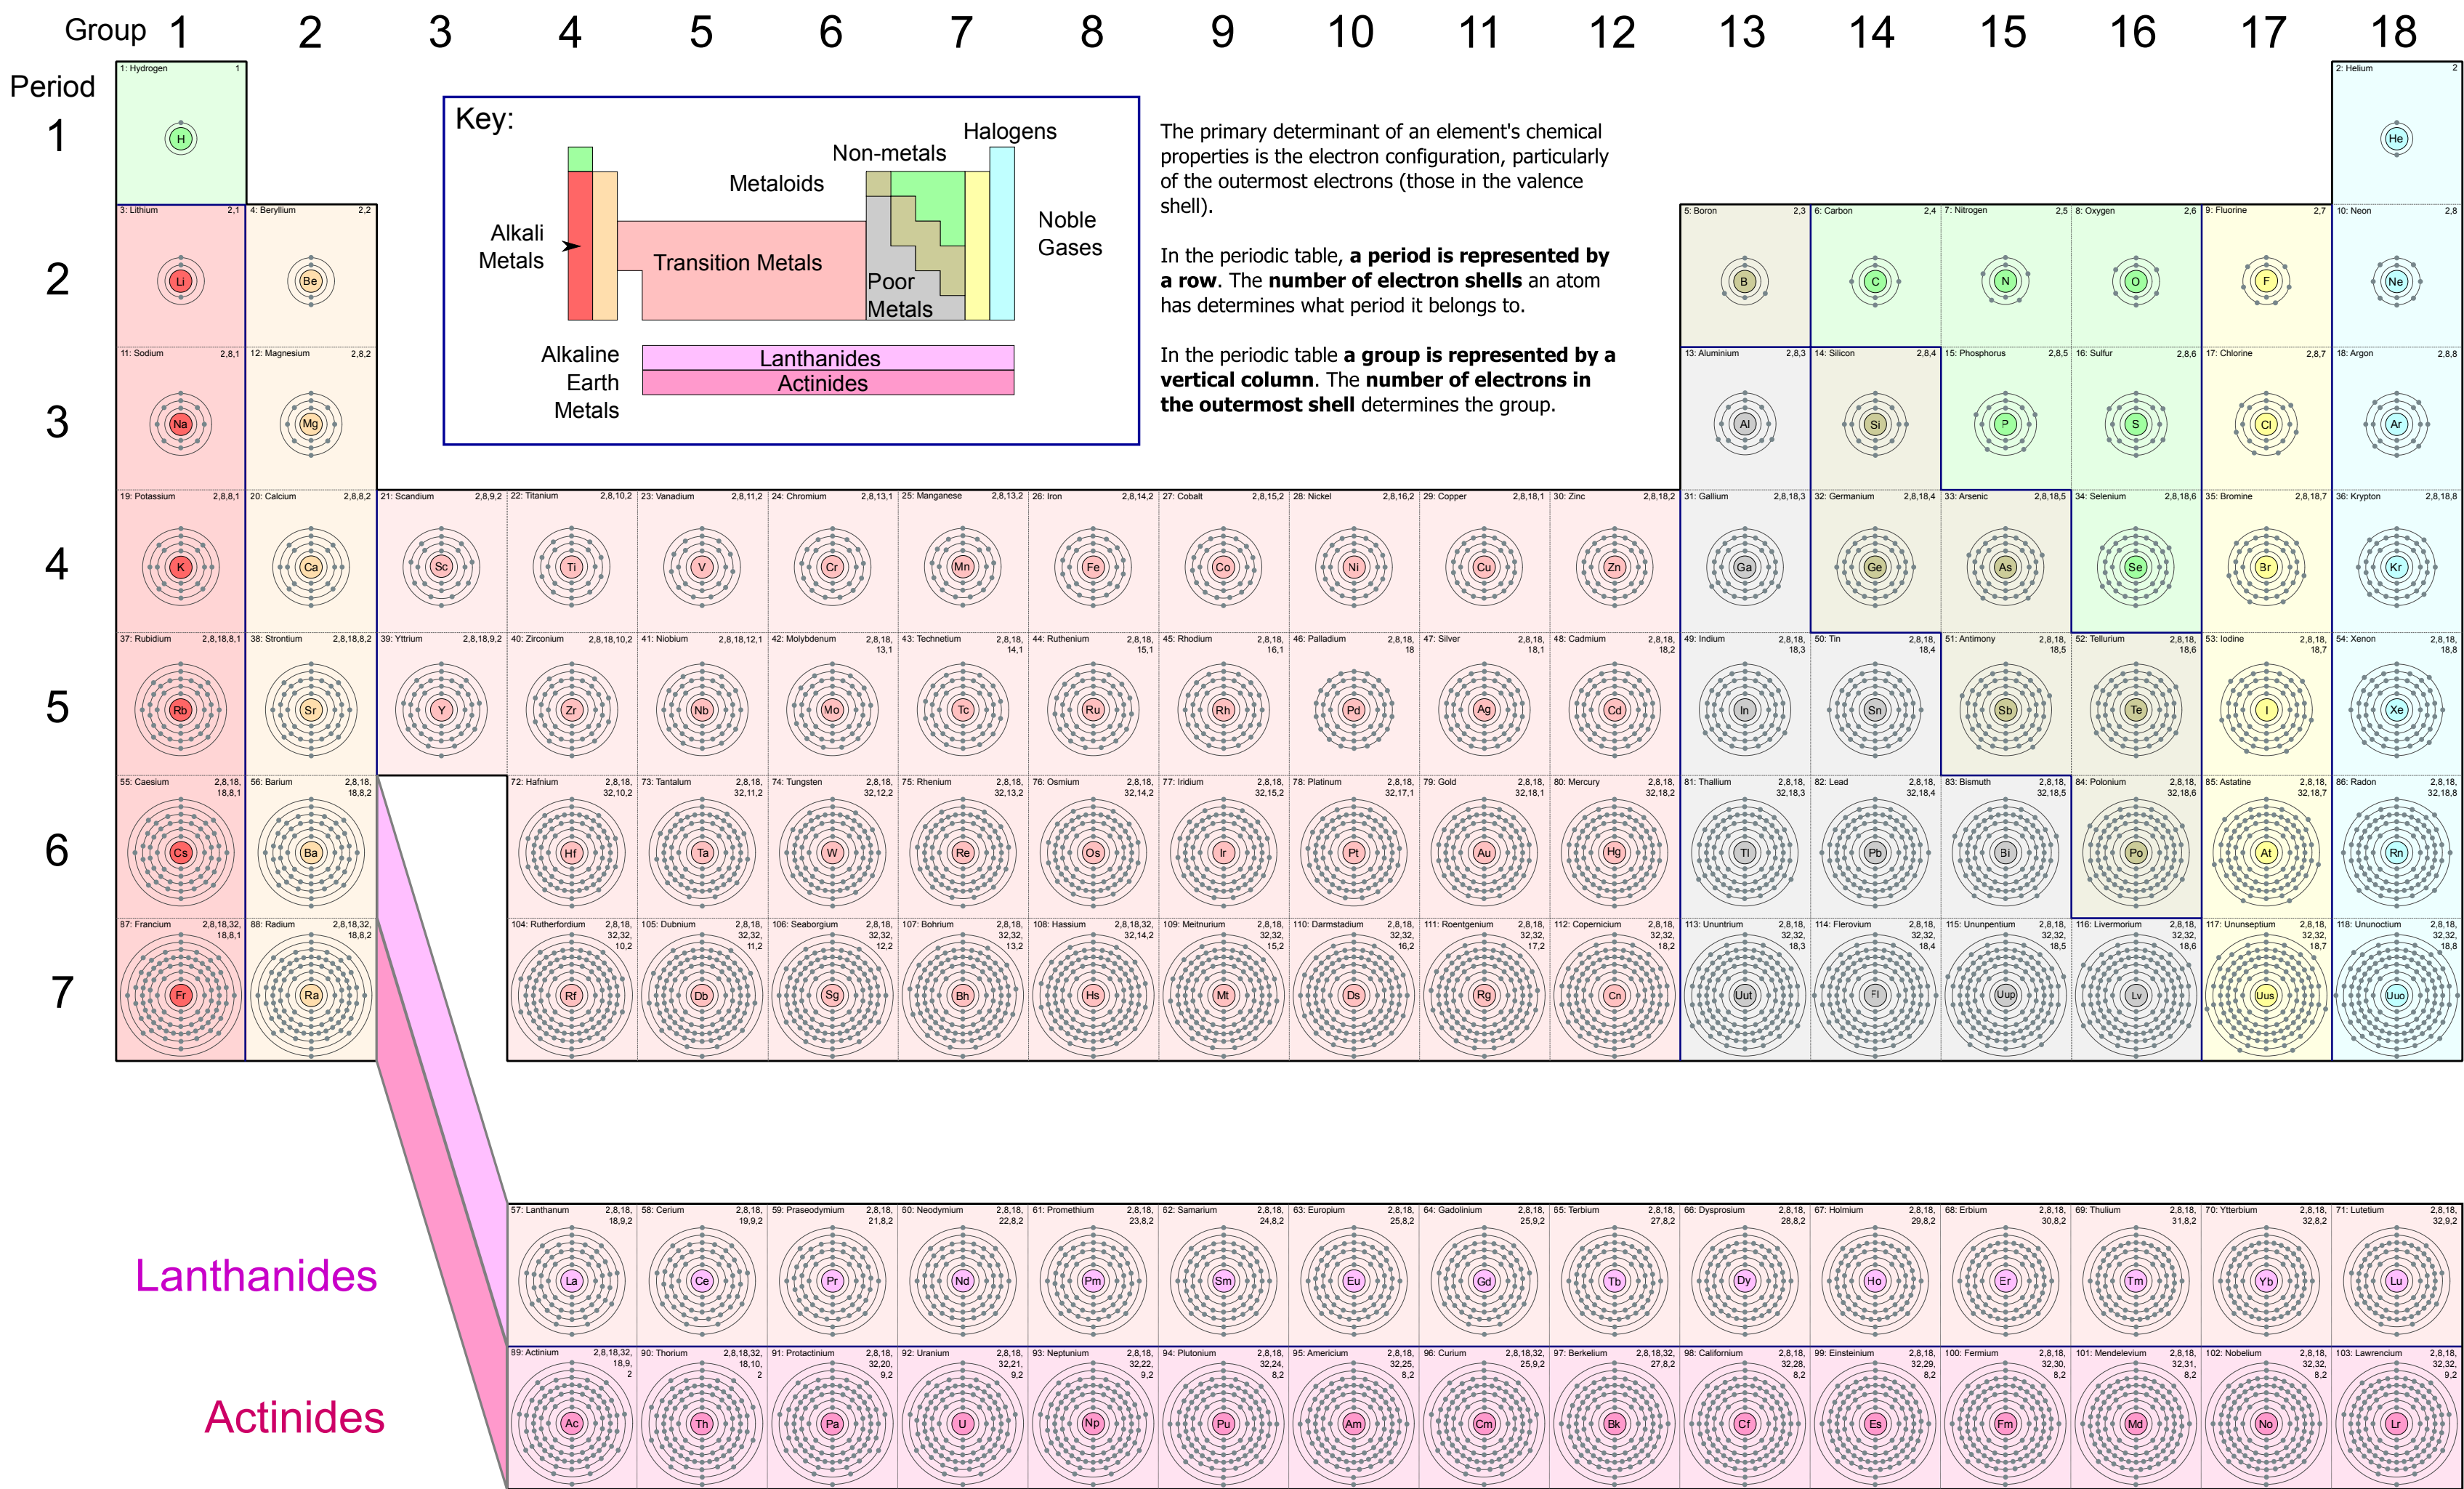 Group 1 2 3 4 5 6 7 8 9 10 11 12 13 14 15 16 17 18
Period
1
1: Hydrogen 1
H
2: Helium 2
He
Key:
Halogens
Non-metals
Metaloids
Alkali
Metals
Transition Metals
Poor
Metals
Noble
Gases
Alkaline
Earth
Metals
Lanthanides
Actinides
The primary determinant of an element's chemical
properties is the electron configuration, particularly
of the outermost electrons (those in the valence
shell).
In the periodic table, a period is represented by
a row. The number of electron shells an atom
has determines what period it belongs to.
In the periodic table a group is represented by a
vertical column. The number of electrons in
the outermost shell determines the group.
2
3: Lithium 2,1
Li
4: Beryllium 2,2
Be
5: Boron 2,3
B
6: Carbon 2,4
C
7: Nitrogen 2,5
N
8: Oxygen 2,6
O
9: Fluorine 2,7
F
10: Neon 2,8
Ne
3
11: Sodium 2,8,1
Na
12: Magnesium 2,8,2
Mg
13: Aluminium 2,8,3
Al
14: Silicon 2,8,4
Si
15: Phosphorus 2,8,5
P
16: Sulfur 2,8,6
S
17: Chlorine 2,8,7
Cl
18: Argon 2,8,8
Ar
4
19: Potassium 2,8,8,1
K
20: Calcium 2,8,8,2
Ca
21: Scandium 2,8,9,2
Sc
22: Titanium 2,8,10,2
Ti
23: Vanadium 2,8,11,2
V
24: Chromium 2,8,13,1
Cr
25: Manganese 2,8,13,2
Mn
26: Iron 2,8,14,2
Fe
27: Cobalt 2,8,15,2
Co
28: Nickel 2,8,16,2
Ni
29: Copper 2,8,18,1
Cu
30: Zinc 2,8,18,2
Zn
31: Gallium 2,8,18,3
Ga
32: Germanium 2,8,18,4
Ge
33: Arsenic 2,8,18,5
As
34: Selenium 2,8,18,6
Se
35: Bromine 2,8,18,7
Br
36: Krypton 2,8,18,8
Kr
5
37: Rubidium 2,8,18,8,1
Rb
38: Strontium 2,8,18,8,2
Sr
39: Yttrium 2,8,18,9,2
Y
40: Zirconium 2,8,18,10,2
Zr
41: Niobium 2,8,18,12,1
Nb
42: Molybdenum 2,8,18,
13,1
Mo
43: Technetium 2,8,18,
14,1
Tc
44: Ruthenium 2,8,18,
15,1
Ru
45: Rhodium 2,8,18,
16,1
Rh
46: Palladium 2,8,18,
18
Pd
47: Silver 2,8,18,
18,1
Ag
48: Cadmium 2,8,18,
18,2
Cd
49: Indium 2,8,18,
18,3
In
50: Tin 2,8,18,
18,4
Sn
51: Antimony 2,8,18,
18,5
Sb
52: Tellurium 2,8,18,
18,6
Te
53: Iodine 2,8,18,
18,7
I
54: Xenon 2,8,18,
18,8
Xe
6
55: Caesium 2,8,18,
18,8,1
Cs
56: Barium 2,8,18,
18,8,2
Ba
72: Hafnium 2,8,18,
32,10,2
Hf
73: Tantalum 2,8,18,
32,11,2
Ta
74: Tungsten 2,8,18,
32,12,2
W
75: Rhenium 2,8,18,
32,13,2
Re
76: Osmium 2,8,18,
32,14,2
Os
77: Iridium 2,8,18,
32,15,2
Ir
78: Platinum 2,8,18,
32,17,1
Pt
79: Gold 2,8,18,
32,18,1
Au
80: Mercury 2,8,18,
32,18,2
Hg
81: Thallium 2,8,18,
32,18,3
Tl
82: Lead 2,8,18,
32,18,4
Pb
83: Bismuth 2,8,18,
32,18,5
Bi
84: Polonium 2,8,18,
32,18,6
Po
85: Astatine 2,8,18,
32,18,7
At
86: Radon 2,8,18,
32,18,8
Rn
7
87: Francium 2,8,18,32,
18,8,1
Fr
88: Radium 2,8,18,32,
18,8,2
Ra
104: Rutherfordium 2,8,18,
32,32,
10,2
Rf
105: Dubnium 2,8,18,
32,32,
11,2
Db
106: Seaborgium 2,8,18,
32,32,
12,2
Sg
107: Bohrium 2,8,18,
32,32,
13,2
Bh
108: Hassium 2,8,18,32,
32,14,2
Hs
109: Meitnurium 2,8,18,
32,32,
15,2
Mt
110: Darmstadium 2,8,18,
32,32,
16,2
Ds
111: Roentgenium 2,8,18,
32,32,
17,2
Rg
112: Copernicium 2,8,18,
32,32,
18,2
Cn
113: Ununtrium 2,8,18,
32,32,
18,3
Uut
114: Flerovium 2,8,18,
32,32,
18,4
Fl
115: Ununpentium 2,8,18,
32,32,
18,5
Uup
116: Livermorium 2,8,18,
32,32,
18,6
Lv
117: Ununseptium 2,8,18,
32,32,
18,7
Uus
118: Ununoctium 2,8,18,
32,32,
18,8
Uuo
Lanthanides
57: Lanthanum 2,8,18,
18,9,2
La
58: Cerium 2,8,18,
19,9,2
Ce
59: Praseodymium 2,8,18,
21,8,2
Pr
60: Neodymium 2,8,18,
22,8,2
Nd
61: Promethium 2,8,18,
23,8,2
Pm
62: Samarium 2,8,18,
24,8,2
Sm
63: Europium 2,8,18,
25,8,2
Eu
64: Gadolinium 2,8,18,
25,9,2
Gd
65: Terbium 2,8,18,
27,8,2
Tb
66: Dysprosium 2,8,18,
28,8,2
Dy
67: Holmium 2,8,18,
29,8,2
Ho
68: Erbium 2,8,18,
30,8,2
Er
69: Thulium 2,8,18,
31,8,2
Tm
70: Ytterbium 2,8,18,
32,8,2
Yb
71: Lutetium 2,8,18,
32,9,2
Lu
Actinides
89: Actinium 2,8,18,32,
18,9,
2
Ac
90: Thorium 2,8,18,32,
18,10,
2
Th
91: Protactinium 2,8,18,
32,20,
9,2
Pa
92: Uranium 2,8,18,
32,21,
9,2
U
93: Neptunium 2,8,18,
32,22,
9,2
Np
94: Plutonium 2,8,18,
32,24,
8,2
Pu
95: Americium 2,8,18,
32,25,
8,2
Am
96: Curium 2,8,18,32,
25,9,2
Cm
97: Berkelium 2,8,18,32,
27,8,2
Bk
98: Californium 2,8,18,
32,28,
8,2
Cf
99: Einsteinium 2,8,18,
32,29,
8,2
Es
100: Fermium 2,8,18,
32,30,
8,2
Fm
101: Mendelevium 2,8,18,
32,31,
8,2
Md
102: Nobelium 2,8,18,
32,32,
8,2
No
103: Lawrencium 2,8,18,
32,32,
9,2
Lr